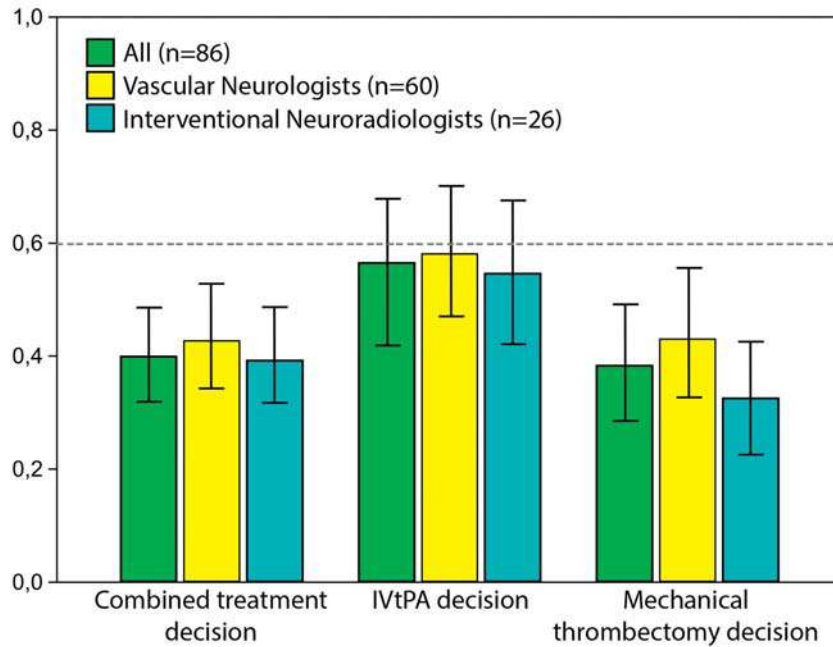 1,0
0,8
0,6
0,4
0,2
0,0
All (n=86)
Vascular Neurologists (n=60)
Interventional Neuroradiologists (n=26)
Combined treatment
decision
IVtPA decision
Mechanical
thrombectomy decision